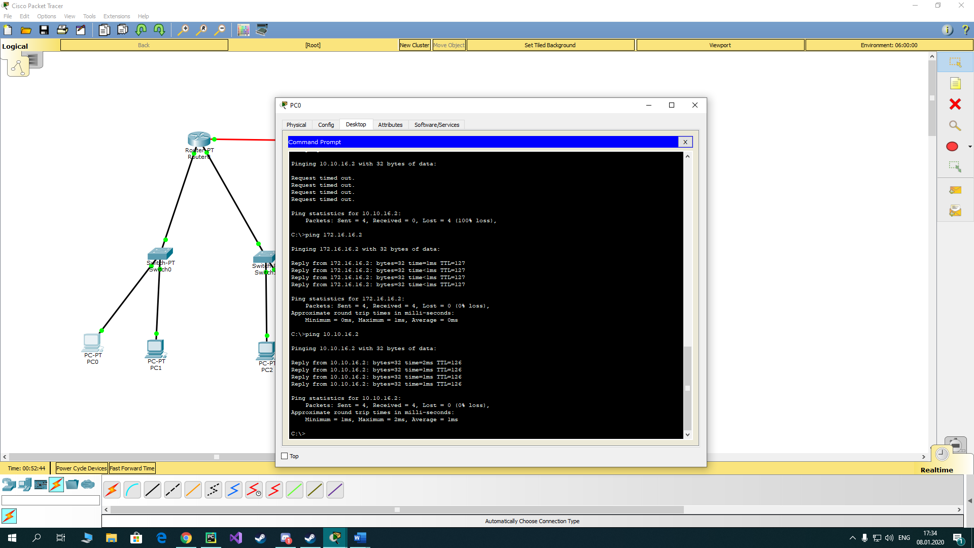 Cisco Packet Tracer
File Edit Options View Tools Extensions Help
Logical Back [Root] New Cluster Move Object Set Tiled Background Viewport Environment: 06:00:00
Router-PT
Switch-PT
Switch0
PC-PT
PC0
PC-PT
PC1
PC-PT
PC2
PC0
Physical Config Desktop Attributes Software/Services
Command Prompt X
Pinging 10.10.16.2 with 32 bytes of data:
Request timed out.
Request timed out.
Request timed out.
Request timed out.
Ping statistics for 10.10.16.2:
Packets: Sent = 4, Received = 0, Lost = 4 (100% loss),
C:\>ping 172.16.16.2
Pinging 172.16.16.2 with 32 bytes of data:
Reply from 172.16.16.2: bytes=32 time=1ms TTL=127
Reply from 172.16.16.2: bytes=32 time=1ms TTL=127
Reply from 172.16.16.2: bytes=32 time<1ms TTL=127
Reply from 172.16.16.2: bytes=32 time<1ms TTL=127
Ping statistics for 172.16.16.2:
Packets: Sent = 4, Received = 4, Lost = 0 (0% loss),
Approximate round trip times in milli-seconds:
Minimum = 0ms, Maximum = 1ms, Average = 0ms
C:\>ping 10.10.16.2
Pinging 10.10.16.2 with 32 bytes of data:
Reply from 10.10.16.2: bytes=32 time=2ms TTL=126
Reply from 10.10.16.2: bytes=32 time=1ms TTL=126
Reply from 10.10.16.2: bytes=32 time=1ms TTL=126
Reply from 10.10.16.2: bytes=32 time=1ms TTL=126
Ping statistics for 10.10.16.2:
Packets: Sent = 4, Received = 4, Lost = 0 (0% loss),
Approximate round trip times in milli-seconds:
Minimum = 1ms, Maximum = 2ms, Average = 1ms
C:\>
Top
Time: 00:52:44 Power Cycle Devices Fast Forward Time
Realtime
Automatically Choose Connection Type
ENG
17:34
08.01.2020